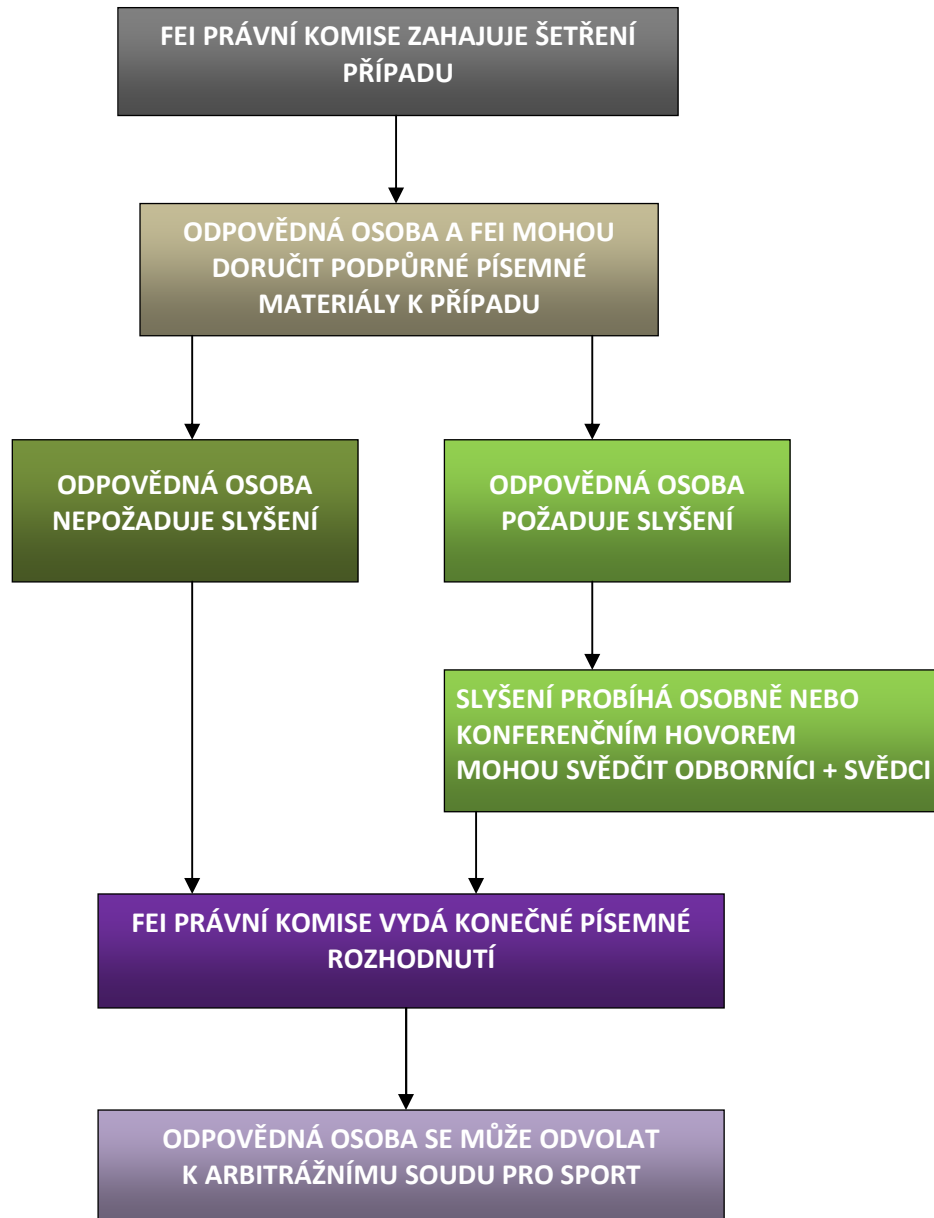 FEI PRÁVNÍ KOMISE ZAHAJUJE ŠETŘENÍ
PŘÍPADU
ODPOVĚDNÁ OSOBA A FEI MOHOU
DORUČIT PODPŮRNÉ PÍSEMNÉ
MATERIÁLY K PŘÍPADU
ODPOVĚDNÁ OSOBA
NEPOŽADUJE SLYŠENÍ
ODPOVĚDNÁ OSOBA
POŽADUJE SLYŠENÍ
SLYŠENÍ PROBÍHÁ OSOBNĚ NEBO
KONFERENČNÍM HOVOREM
MOHOU SVĚDČIT ODBORNÍCI + SVĚDCI
FEI PRÁVNÍ KOMISE VYDÁ KONEČNÉ PÍSEMNÉ
ROZHODNUTÍ
ODPOVĚDNÁ OSOBA SE MŮŽE ODVOLAT
K ARBITRÁŽNÍMU SOUDU PRO SPORT